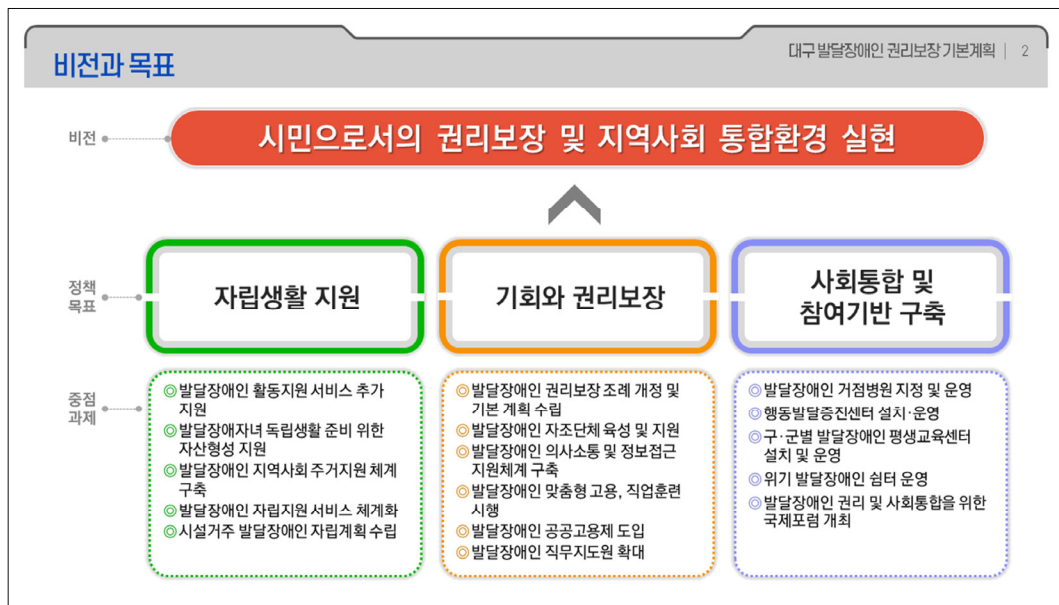 대구 발달장애인 권리보장 기본계획 | 2
비전과 목표
비전
시민으로서의 권리보장 및 지역사회 통합환경 실현
정책
목표
자립생활 지원
기회와 권리보장
사회통합 및
참여기반 구축
중점
과제
◎발달장애인 활동지원 서비스 추가
지원
◎발달장애자녀 독립생활 준비 위한
자산형성 지원
◎발달장애인 지역사회 주거지원 체계
구축
◎발달장애인 자립지원 서비스 체계화
◎시설거주 발달장애인 자립계획 수립
◎발달장애인 권리보장 조례 개정 및
기본 계획 수립
◎발달장애인 자조단체 육성 및 지원
◎발달장애인 의사소통 및 정보접근
지원체계 구축
◎발달장애인 맞춤형 고용, 직업훈련
시행
◎발달장애인 공공고용제 도입
◎발달장애인 직무지도원 확대
◎발달장애인 거점병원 지정 및 운영
◎행동발달증진센터 설치·운영
◎구·군별 발달장애인 평생교육센터
설치 및 운영
◎위기 발달장애인 쉼터 운영
◎발달장애인 권리 및 사회통합을 위한
국제포럼 개최